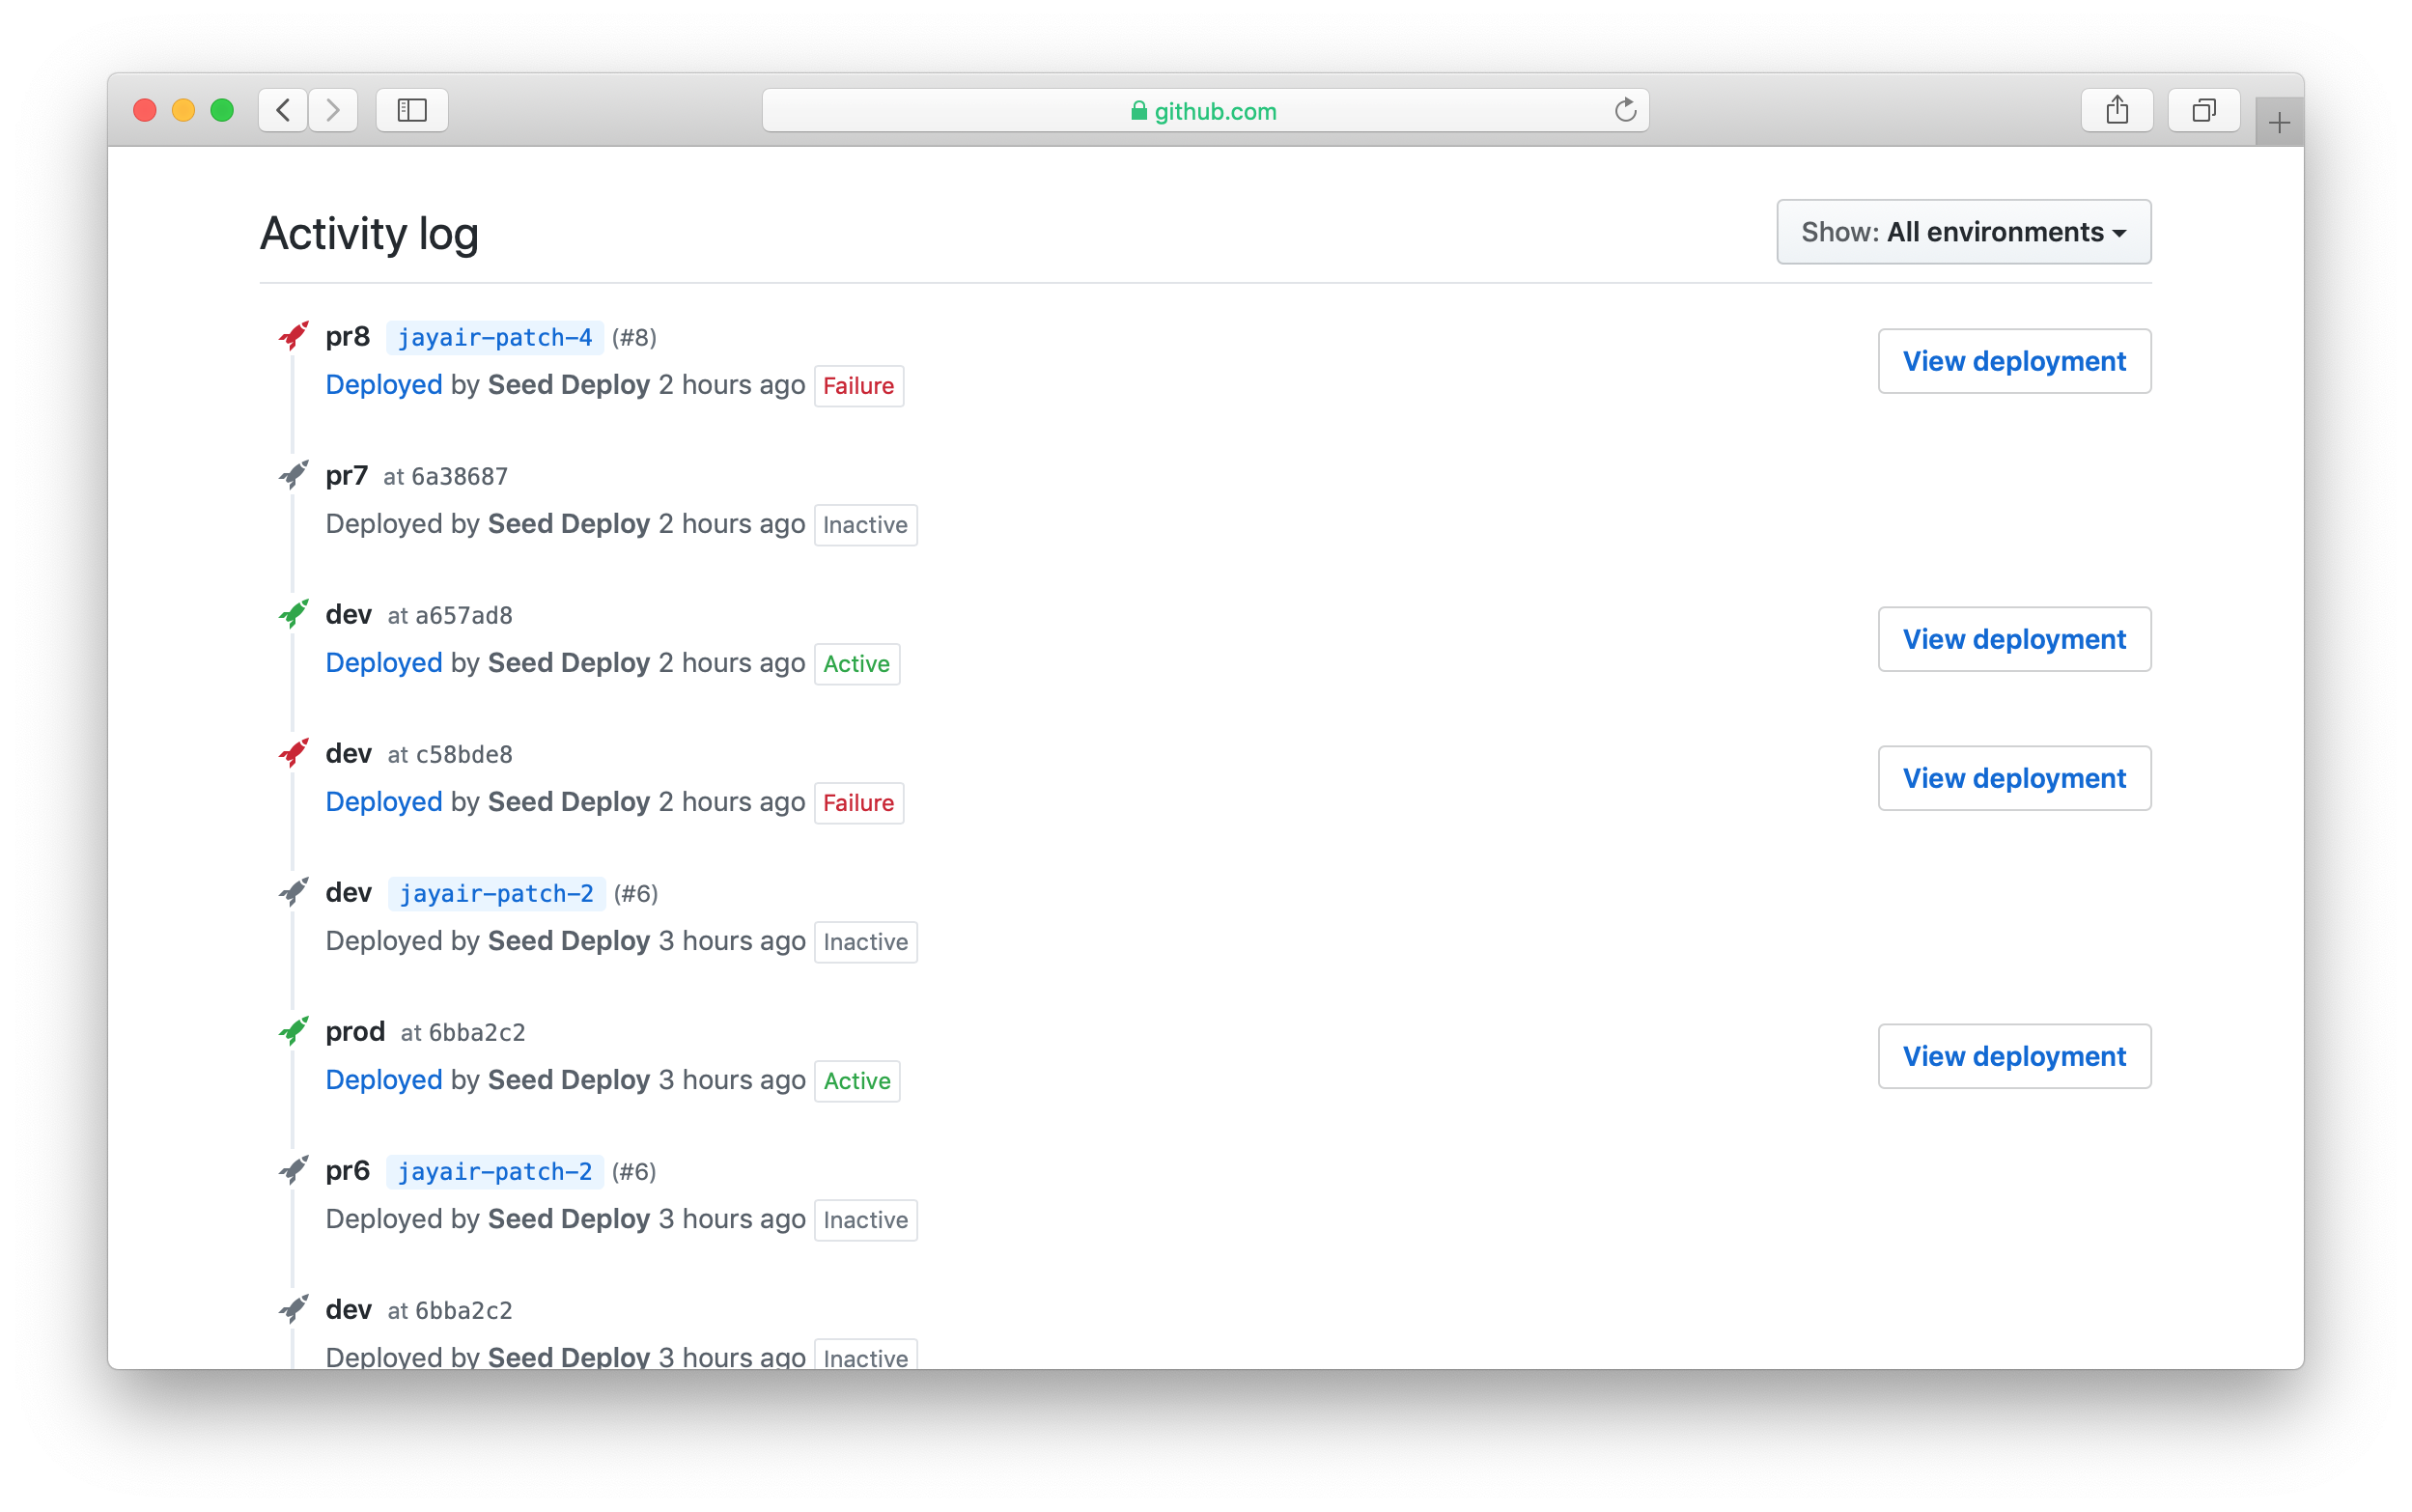 github.com
Activity log
Show: All environments
pr8 jayair-patch-4 (#8)
Deployed by Seed Deploy 2 hours ago Failure
View deployment
pr7 at 6a38687
Deployed by Seed Deploy 2 hours ago Inactive
dev at a657ad8
Deployed by Seed Deploy 2 hours ago Active
View deployment
dev at c58bde8
Deployed by Seed Deploy 2 hours ago Failure
View deployment
dev jayair-patch-2 (#6)
Deployed by Seed Deploy 3 hours ago Inactive
prod at 6bba2c2
Deployed by Seed Deploy 3 hours ago Active
View deployment
pr6 jayair-patch-2 (#6)
Deployed by Seed Deploy 3 hours ago Inactive
dev at 6bba2c2
Deployed by Seed Deploy 3 hours ago Inactive